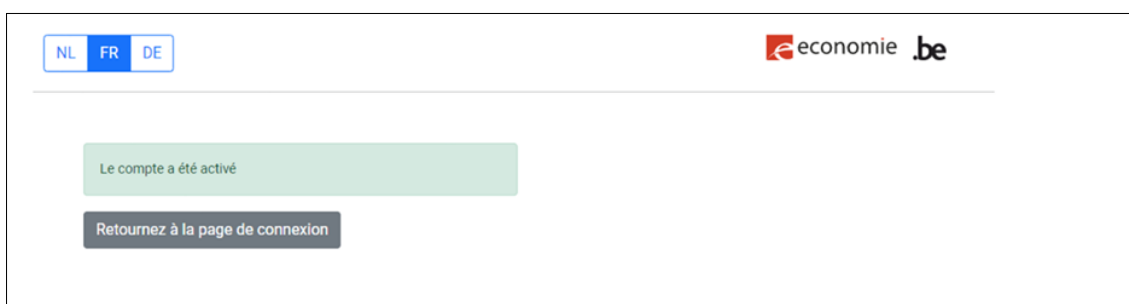 NL FR DE
economie .be
Le compte a été activé
Retournez à la page de connexion